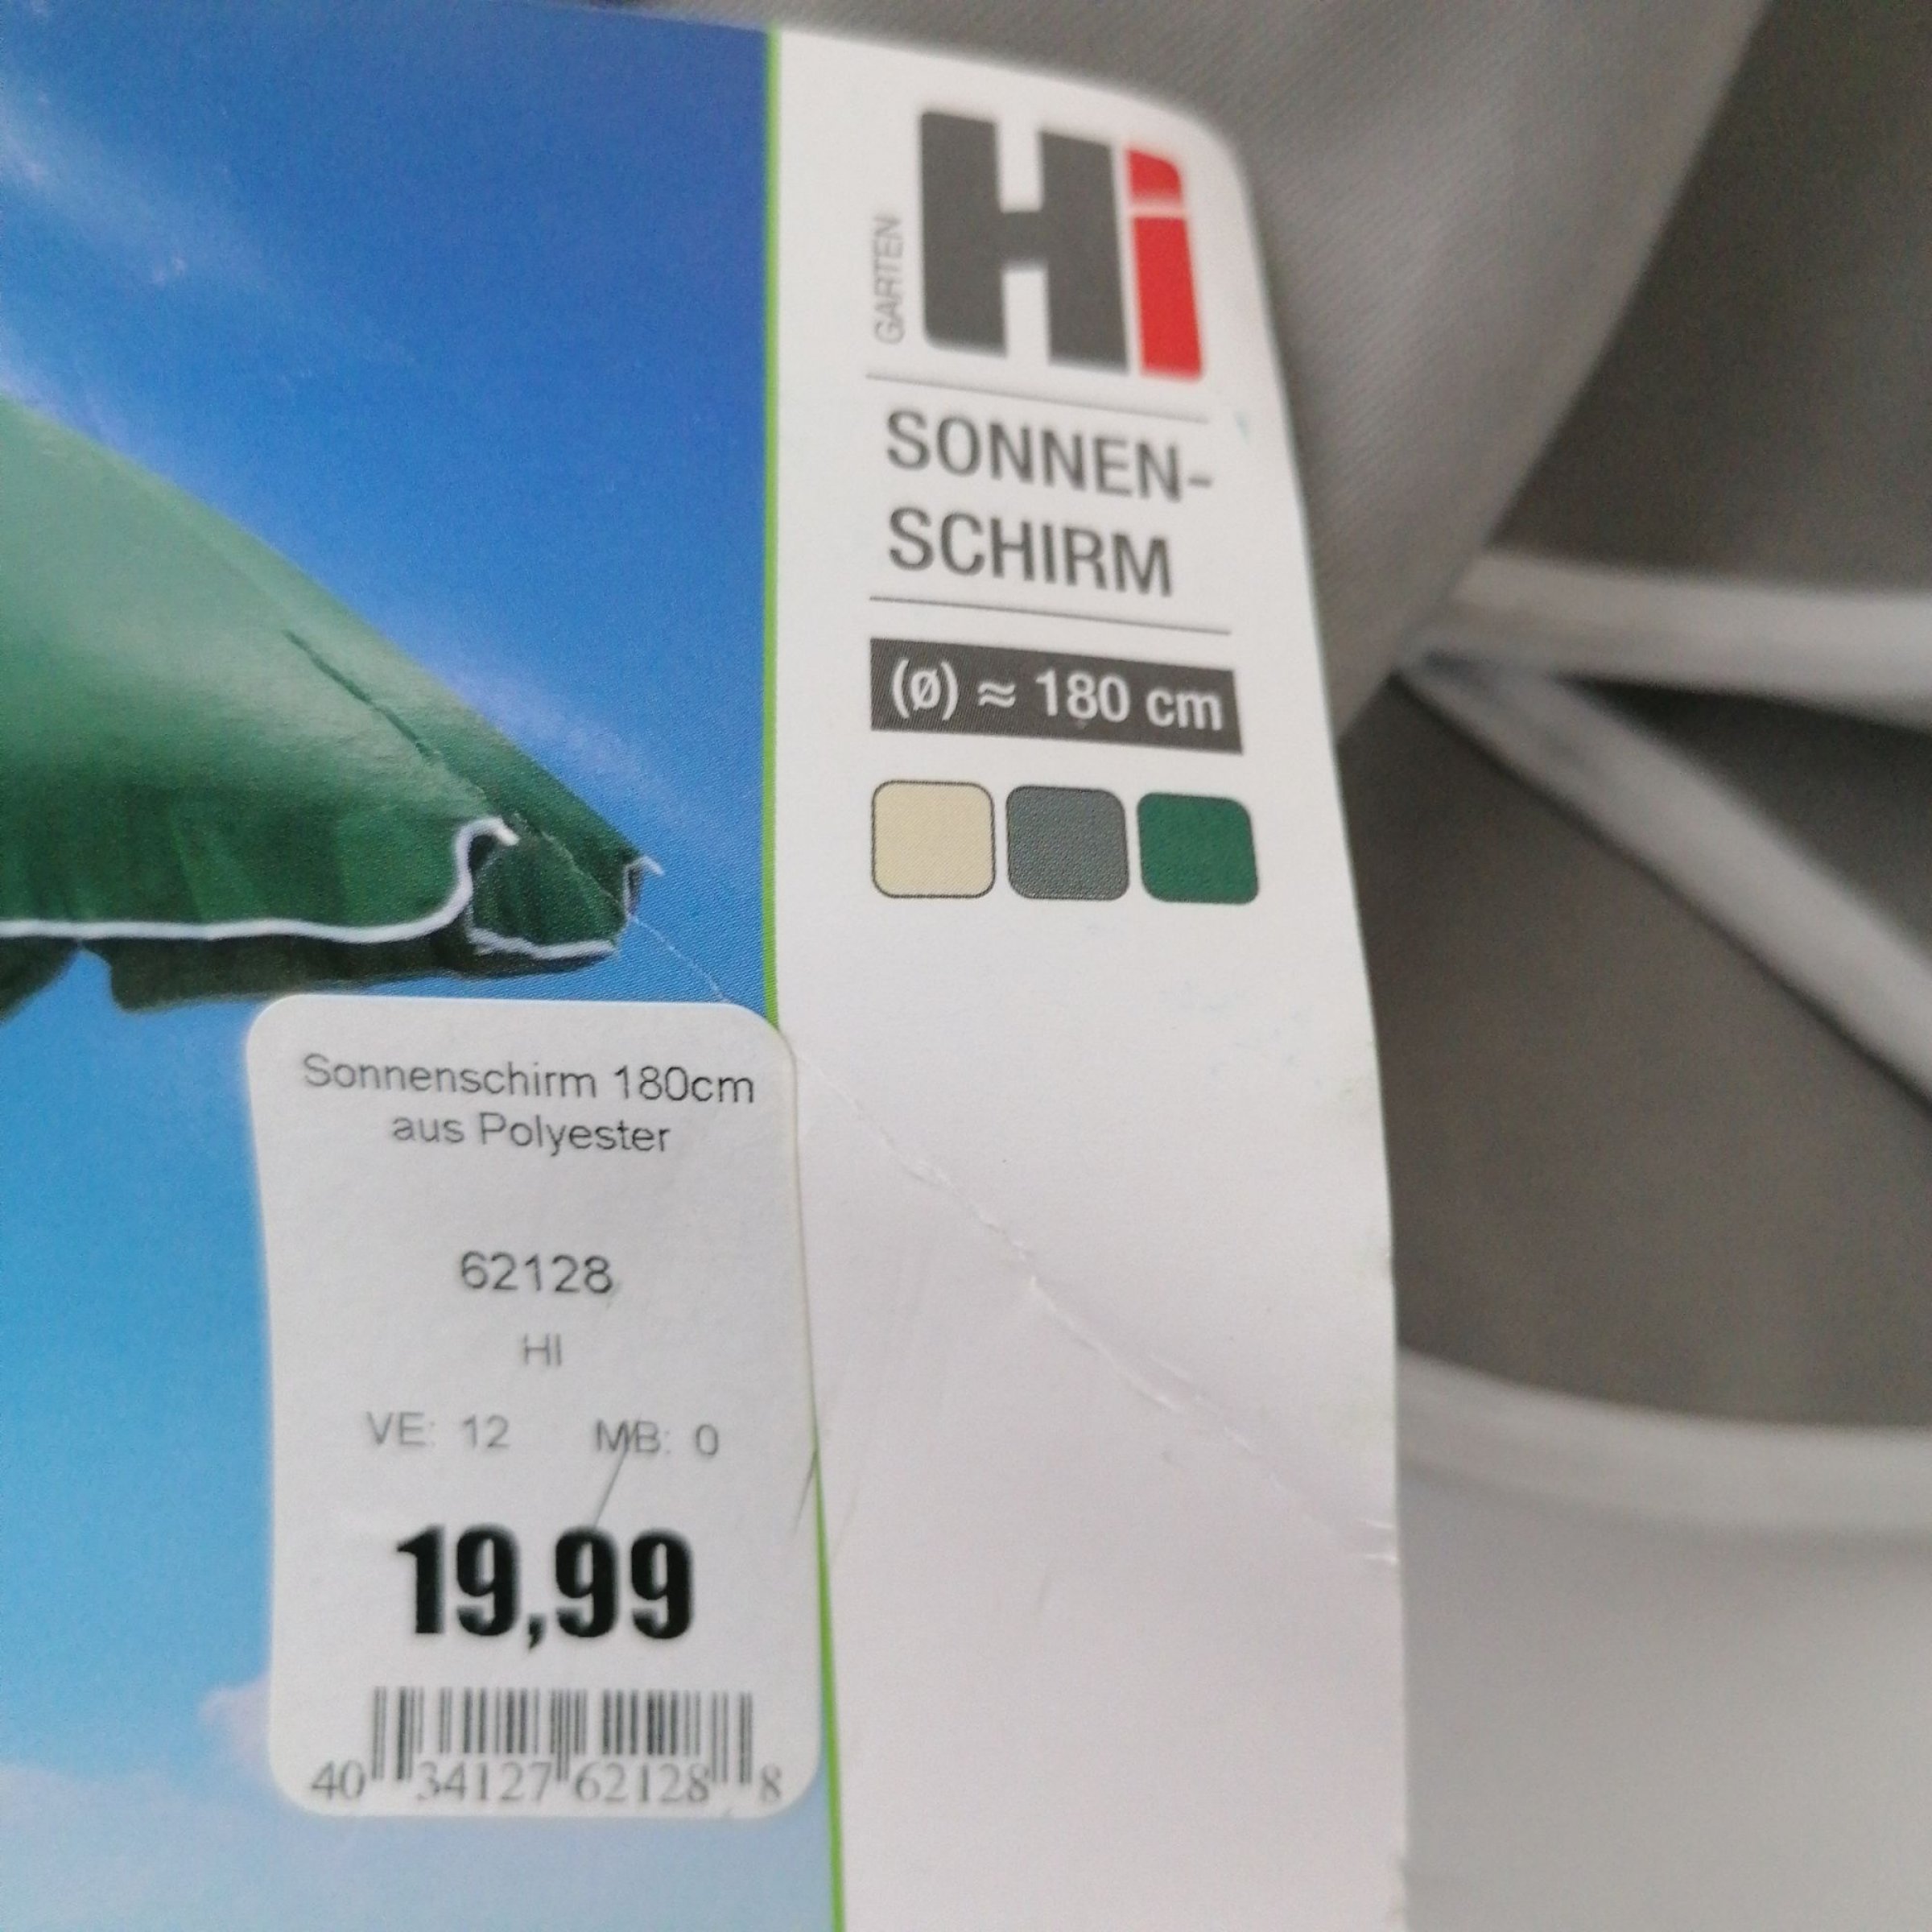 GARTEN
Hi
SONNEN-
SCHIRM
(ø) ≈ 180 cm
Sonnenschirm 180cm
aus Polyester
62128
HI
VE: 12 MB: 0
19,99
40 34127 62128 8